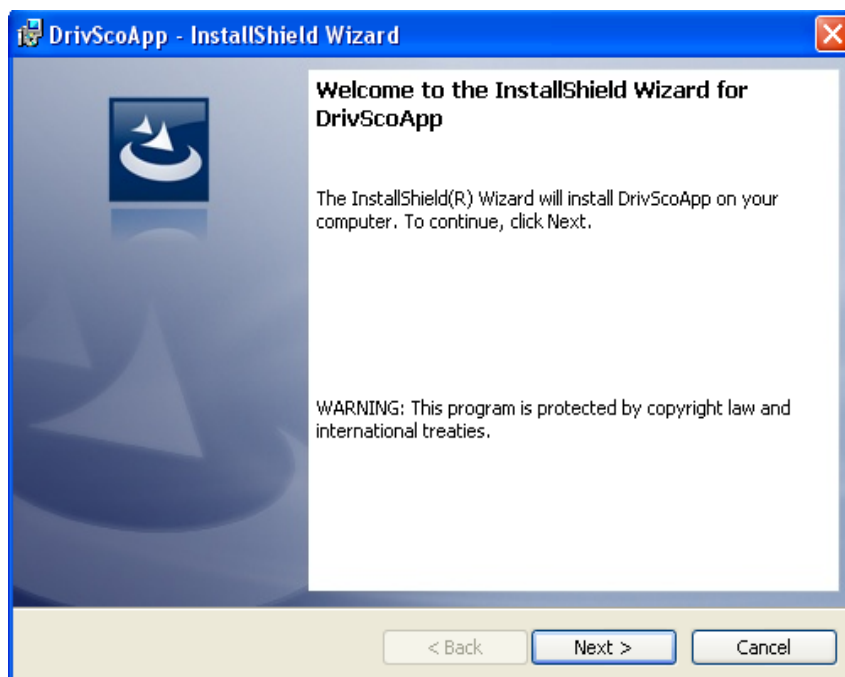 DrivScoApp - InstallShield Wizard
Welcome to the InstallShield Wizard for
DrivScoApp
The InstallShield(R) Wizard will install DrivScoApp on your
computer. To continue, click Next.
WARNING: This program is protected by copyright law and
international treaties.
< Back
Next >
Cancel